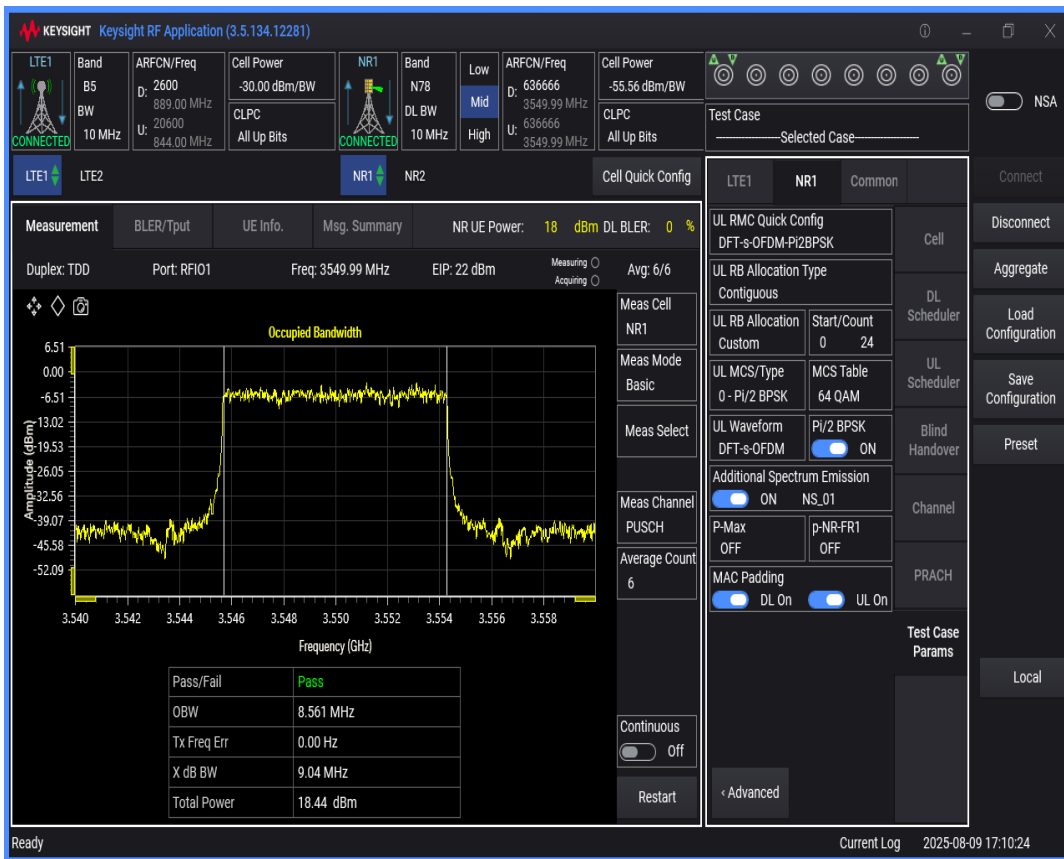 KEYSIGHT Keysight RF Application (3.5.134.12281)
LTE1 Band ARFCN/Freq Cell Power NR1 Band Low ARFCN/Freq Cell Power
B5 D: 2600 -30.00 dBm/BW N78 D: 636666 -55.56 dBm/BW
889.00 MHz Mid 3549.99 MHz
BW CLPC DL BW CLPC Test Case
CONNECTED 10 MHz U: 20600 All Up Bits CONNECTED 10 MHz High U: 636666 All Up Bits -----Selected Case-----
844.00 MHz 3549.99 MHz
NSA
LTE1 LTE2 NR1 NR2 Cell Quick Config
LTE1 NR1 Common
Connect
Disconnect
Aggregate
Load
Configuration
Save
Configuration
Preset
Local
Measurement BLER/Tput UE Info. Msg. Summary NR UE Power: 18 dBm DL BLER: 0 %
Duplex: TDD Port: RFIO1 Freq: 3549.99 MHz EIP: 22 dBm Measuring Avg: 6/6
Acquiring
Occupied Bandwidth
Amplitude (dBm)
6.51
0.00
-6.51
-13.02
-19.53
-26.05
-32.56
-39.07
-45.58
-52.09
3.540 3.542 3.544 3.546 3.548 3.550 3.552 3.554 3.556 3.558
Frequency (GHz)
Pass/Fail Pass
OBW 8.561 MHz
Tx Freq Err 0.00 Hz
X dB BW 9.04 MHz
Total Power 18.44 dBm
Meas Cell
NR1
Meas Mode
Basic
Meas Select
Meas Channel
PUSCH
Average Count
6
Continuous
Off
Restart
UL RMC Quick Config
DFT-s-OFDM-Pi2BPSK
UL RB Allocation Type
Contiguous
UL RB Allocation Start/Count
Custom 0 24
UL MCS/Type MCS Table
0 - Pi/2 BPSK 64 QAM
UL Waveform Pi/2 BPSK
DFT-s-OFDM ON
Additional Spectrum Emission
ON NS_01
P-Max p-NR-FR1
OFF OFF
MAC Padding
DL On UL On
‹ Advanced
Cell
DL
Scheduler
UL
Scheduler
Blind
Handover
Channel
PRACH
Test Case
Params
Ready Current Log 2025-08-09 17:10:24